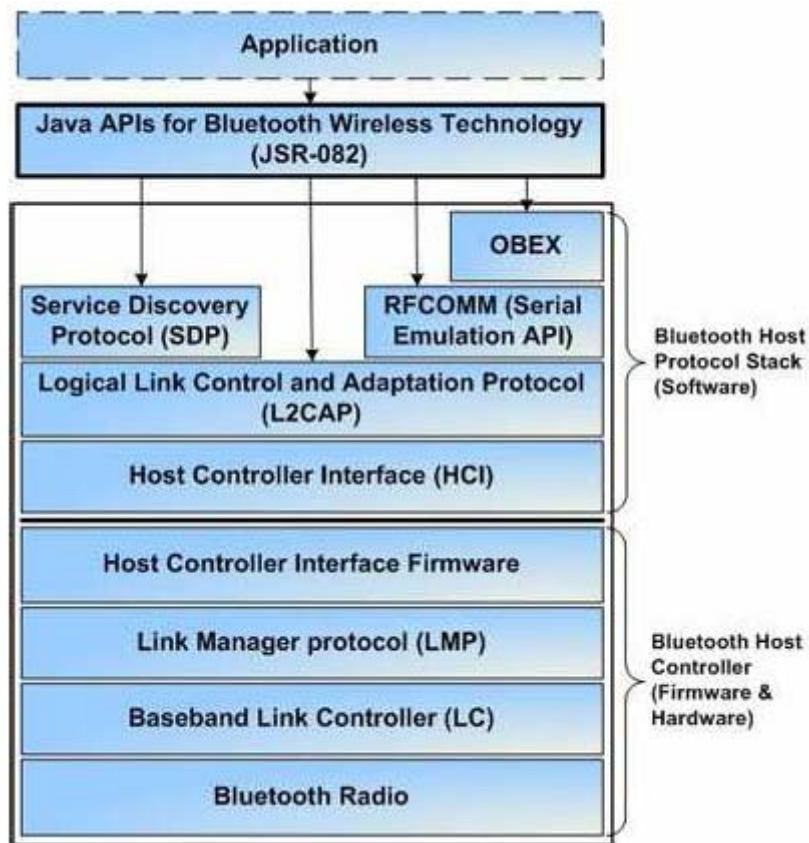 Application
Java APIs for Bluetooth Wireless Technology
(JSR-082)
OBEX
Service Discovery
Protocol (SDP)
RFCOMM (Serial
Emulation API)
Logical Link Control and Adaptation Protocol
(L2CAP)
Host Controller Interface (HCI)
Bluetooth Host
Protocol Stack
(Software)
Host Controller Interface Firmware
Link Manager protocol (LMP)
Baseband Link Controller (LC)
Bluetooth Radio
Bluetooth Host
Controller
(Firmware &
Hardware)